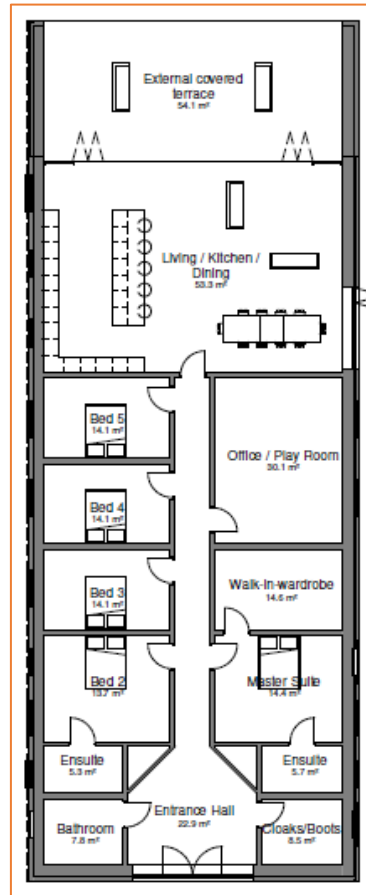 External covered
terrace
54.1 m²
Living / Kitchen /
Dining
53.3 m²
Bed 5
14.1 m²
Office / Play Room
30.1 m²
Bed 4
14.1 m²
Bed 3
14.1 m²
Walk-in-wardrobe
14.6 m²
Bed 2
13.7 m²
Master Suite
14.4 m²
Ensuite
5.3 m²
Ensuite
5.7 m²
Entrance Hall
22.9 m²
Bathroom
7.8 m²
Cloaks/Boots
8.5 m²